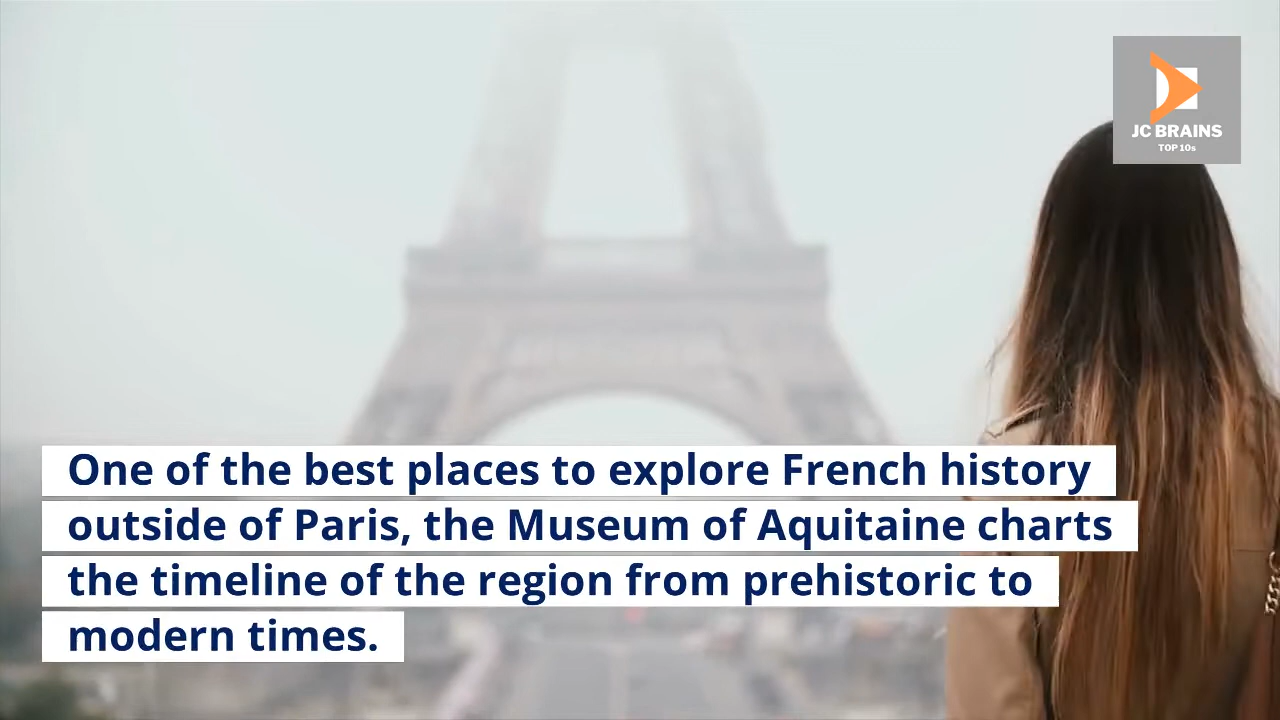 JC BRAINS
TOP 10s
One of the best places to explore French history
outside of Paris, the Museum of Aquitaine charts
the timeline of the region from prehistoric to
modern times.